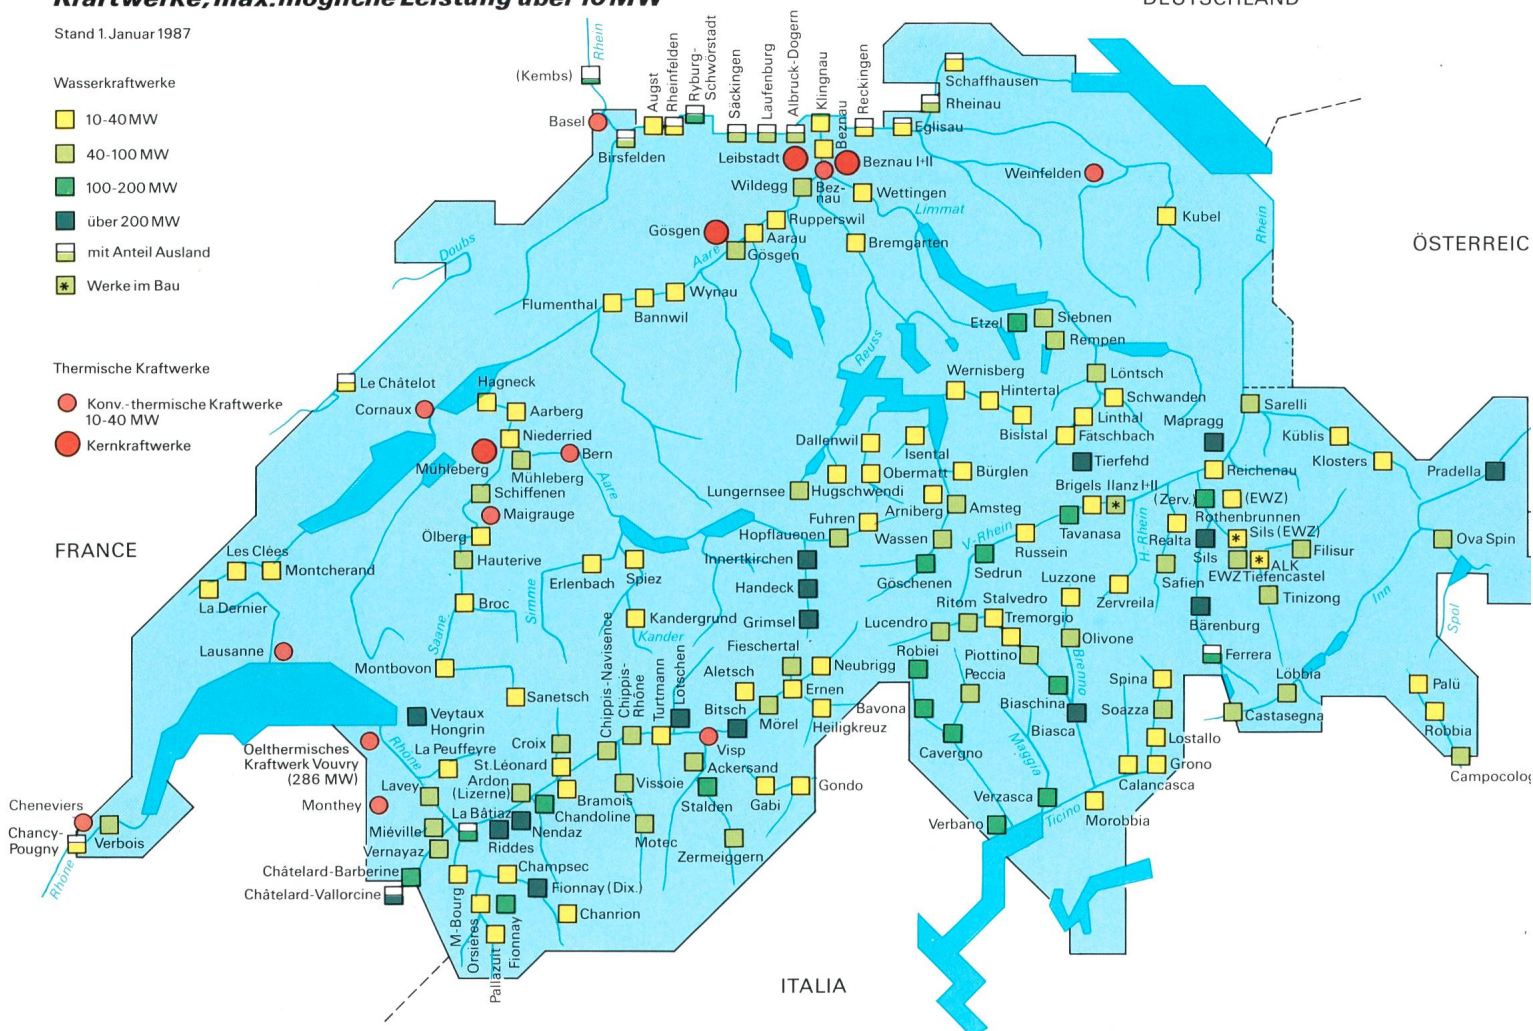 Kraftwerke, max. mögliche Leistung über 10 MW
DEUTSCHLAND
Stand 1. Januar 1987
Wasserkraftwerke
10-40 MW
40-100 MW
100-200 MW
über 200 MW
mit Anteil Ausland
* Werke im Bau
Thermische Kraftwerke
Konv.-thermische Kraftwerke
10-40 MW
Kernkraftwerke
FRANCE
ÖSTERREIC
ITALIA
Rhein
(Kembs)
Basel
Birsfelden
Augst
Rheinfelden
Ryburg-
Schwörstadt
Säckingen
Laufenburg
Albruck-Dogern
Klingnau
Beznau
Reckingen
Eglisau
Rheinau
Schaffhausen
Leibstadt
Beznau I+II
Bez-
nau
Wildegg
Wettingen
Limmat
Weinfelden
Kubel
Rhein
Rupperswil
Gösgen
Aarau
Gösgen
Bremgarten
Aare
Doubs
Wynau
Flumenthal
Bannwil
Reuss
Etzel
Siebnen
Rempen
Le Châtelot
Hagneck
Cornaux
Aarberg
Niederried
Mühleberg
Mühleberg
Bern
Schiffenen
Maigrauge
Ölberg
Hauterive
Aare
Wernisberg
Hintertal
Löntsch
Schwanden
Linthal
Bisistal
Fätschbach
Mapragg
Sarelli
Küblis
Klosters
Pradella
Dallenwil
Isental
Obermatt
Bürglen
Tierfehd
Reichenau
Lungernsee
Hugschwendi
Arniberg
Amsteg
Brigels
Ilanz I+II
*
(Zerv.)
(EWZ)
Rothenbrunnen
Fuhren
Hopflauenen
Wassen
V-Rhein
Russein
Tavanasa
H-Rhein
Realta
Sils
* Sils (EWZ)
Filisur
Ova Spin
Innertkirchen
Göschenen
Sedrun
Safien
EWZ
* ALK
Tiefencastel
Les Clées
Montcherand
La Dernier
Erlenbach
Spiez
Handeck
Luzzone
Zervreila
Tinizong
Inn
Spol
Broc
Saane
Simme
Kandergrund
Kander
Grimsel
Lucendro
Ritom
Stalvedro
Tremorgio
Olivone
Bärenburg
Lausanne
Montbovon
Fieschertal
Neubrigg
Robiei
Piottino
Brenno
Ferrera
Löbbia
Sanetsch
Chippis-Navisence
Chippis-
Rhône
Turtmann
Lötschen
Aletsch
Ernen
Bitsch
Mörel
Heiligkreuz
Bavona
Peccia
Biaschina
Spina
Soazza
Castasegna
Palü
Robbia
Campocolog
Veytaux
Hongrin
Rhône
Oelthermisches
Kraftwerk Vouvry
(286 MW)
La Peuffeyre
Croix
St. Léonard
Visp
Ackersand
Cavergno
Maggia
Biasca
Lostallo
Grono
Calancasca
Lavey
Ardon
(Lizerne)
Bramois
Vissoie
Stalden
Gabi
Gondo
Verzasca
Ticino
Morobbia
Monthey
La Bâtiaz
Chandoline
Nendaz
Riddes
Motec
Zermeiggern
Verbano
Cheneviers
Chancy-
Pougny
Verbois
Rhône
Miéville
Vernayaz
Châtelard-Barberine
Châtelard-Vallorcine
Champsec
Fionnay (Dix.)
Chanrion
M-Bourg
Orsières
Pallazuit
Fionnay